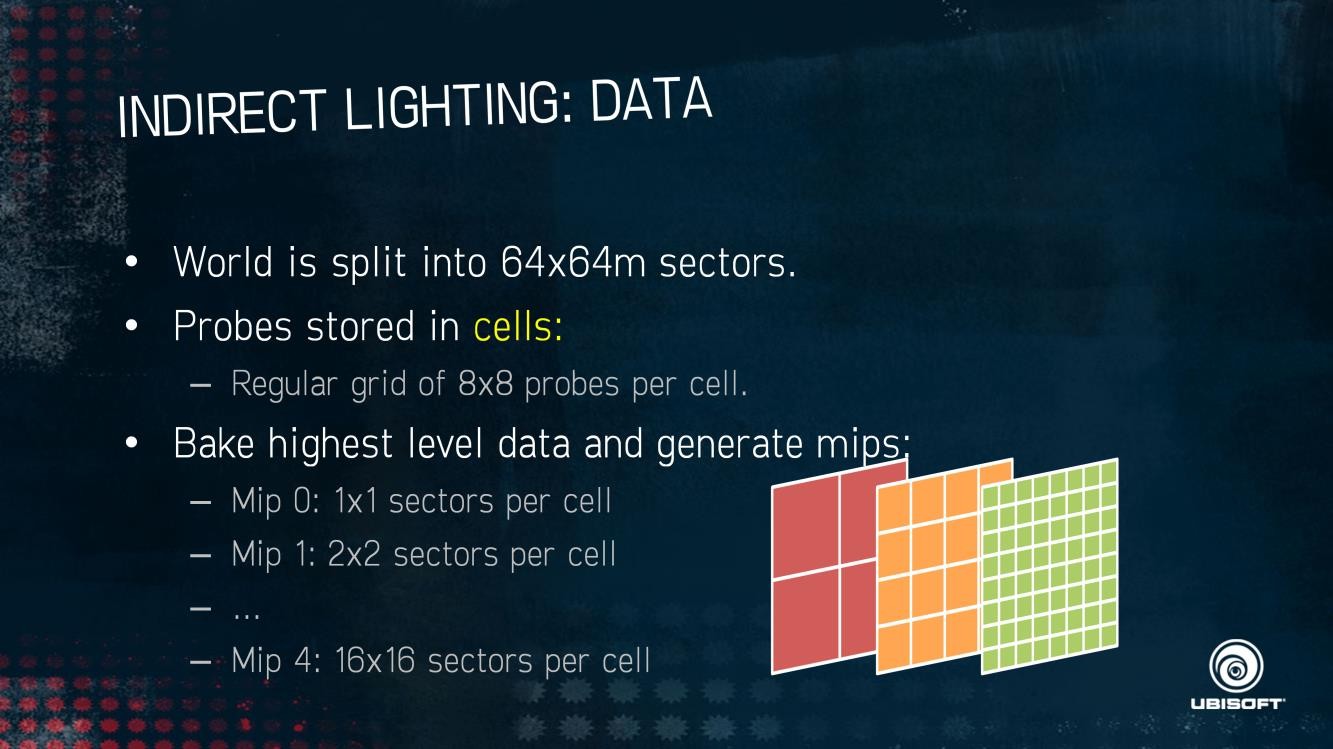 INDIRECT LIGHTING: DATA
• World is split into 64x64m sectors.
• Probes stored in cells:
– Regular grid of 8x8 probes per cell.
• Bake highest level data and generate mips:
– Mip 0: 1x1 sectors per cell
– Mip 1: 2x2 sectors per cell
– ...
– Mip 4: 16x16 sectors per cell
UBISOFT